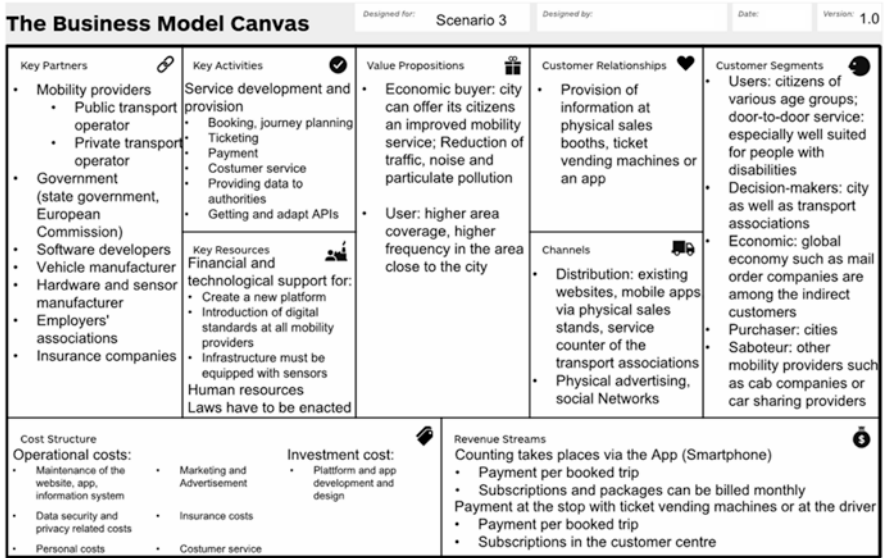 The Business Model Canvas
Designed for:
Scenario 3
Designed by:
Date:
Version:
1.0
Key Partners
• Mobility providers
• Public transport
operator
• Private transport
operator
• Government
(state government,
European
Commission)
• Software developers
• Vehicle manufacturer
• Hardware and sensor
manufacturer
• Employers'
associations
• Insurance companies
Key Activities
Service development and
provision
• Booking, journey planning
• Ticketing
• Payment
• Costumer service
• Providing data to
authorities
• Getting and adapt APIs
Key Resources
Financial and
technological support for:
• Create a new platform
• Introduction of digital
standards at all mobility
providers
• Infrastructure must be
equipped with sensors
Human resources
Laws have to be enacted
Value Propositions
• Economic buyer: city
can offer its citizens
an improved mobility
service; Reduction of
traffic, noise and
particulate pollution
• User: higher area
coverage, higher
frequency in the area
close to the city
Customer Relationships
• Provision of
information at
physical sales
booths, ticket
vending machines or
an app
Channels
• Distribution: existing
websites, mobile apps
via physical sales
stands, service
counter of the
transport associations
• Physical advertising,
social Networks
Customer Segments
• Users: citizens of
various age groups;
door-to-door service:
especially well suited
for people with
disabilities
• Decision-makers: city
as well as transport
associations
• Economic: global
economy such as mail
order companies are
among the indirect
customers
• Purchaser: cities
• Saboteur: other
mobility providers such
as cab companies or
car sharing providers
Cost Structure
Operational costs:
• Maintenance of the
website, app,
information system
• Data security and
privacy related costs
• Personal costs
• Marketing and
Advertisement
• Insurance costs
• Costumer service
Investment cost:
• Plattform and app
development and
design
Revenue Streams
Counting takes places via the App (Smartphone)
• Payment per booked trip
• Subscriptions and packages can be billed monthly
Payment at the stop with ticket vending machines or at the driver
• Payment per booked trip
• Subscriptions in the customer centre